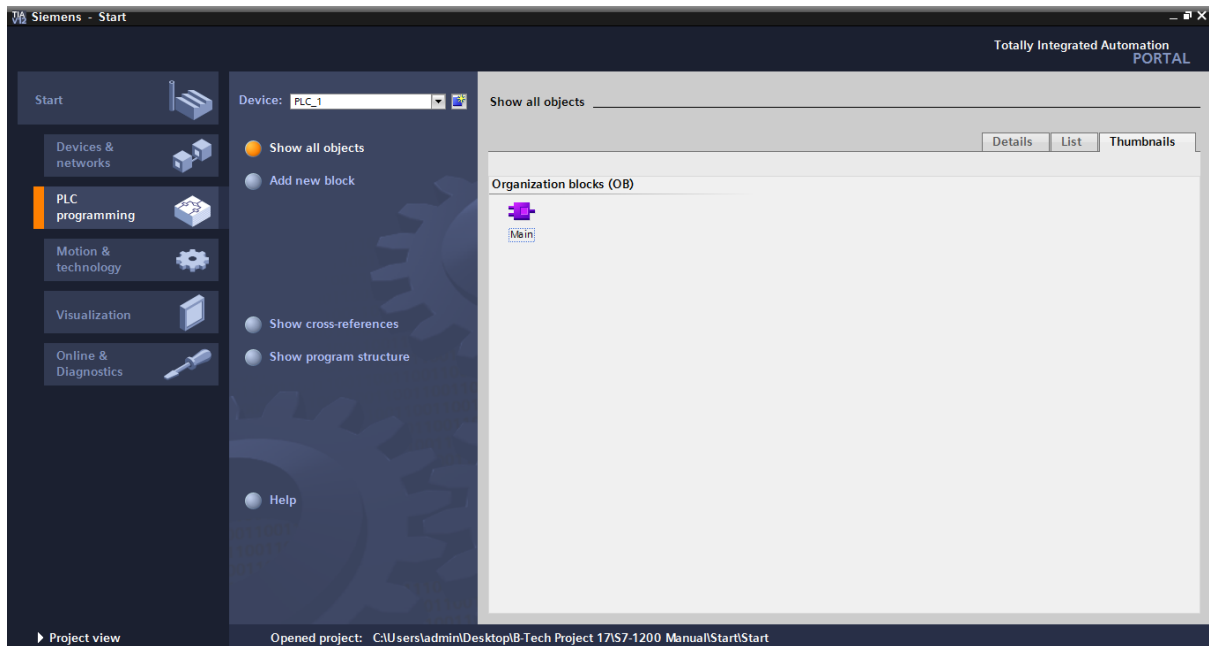 Siemens - Start
Totally Integrated Automation
PORTAL
Start
Devices &
networks
PLC
programming
Motion &
technology
Visualization
Online &
Diagnostics
Project view
Device: PLC_1
Show all objects
Add new block
Show cross-references
Show program structure
Help
Show all objects
Details List Thumbnails
Organization blocks (OB)
Main
Opened project: C:\Users\admin\Desktop\B-Tech Project 17\S7-1200 Manual\Start\Start